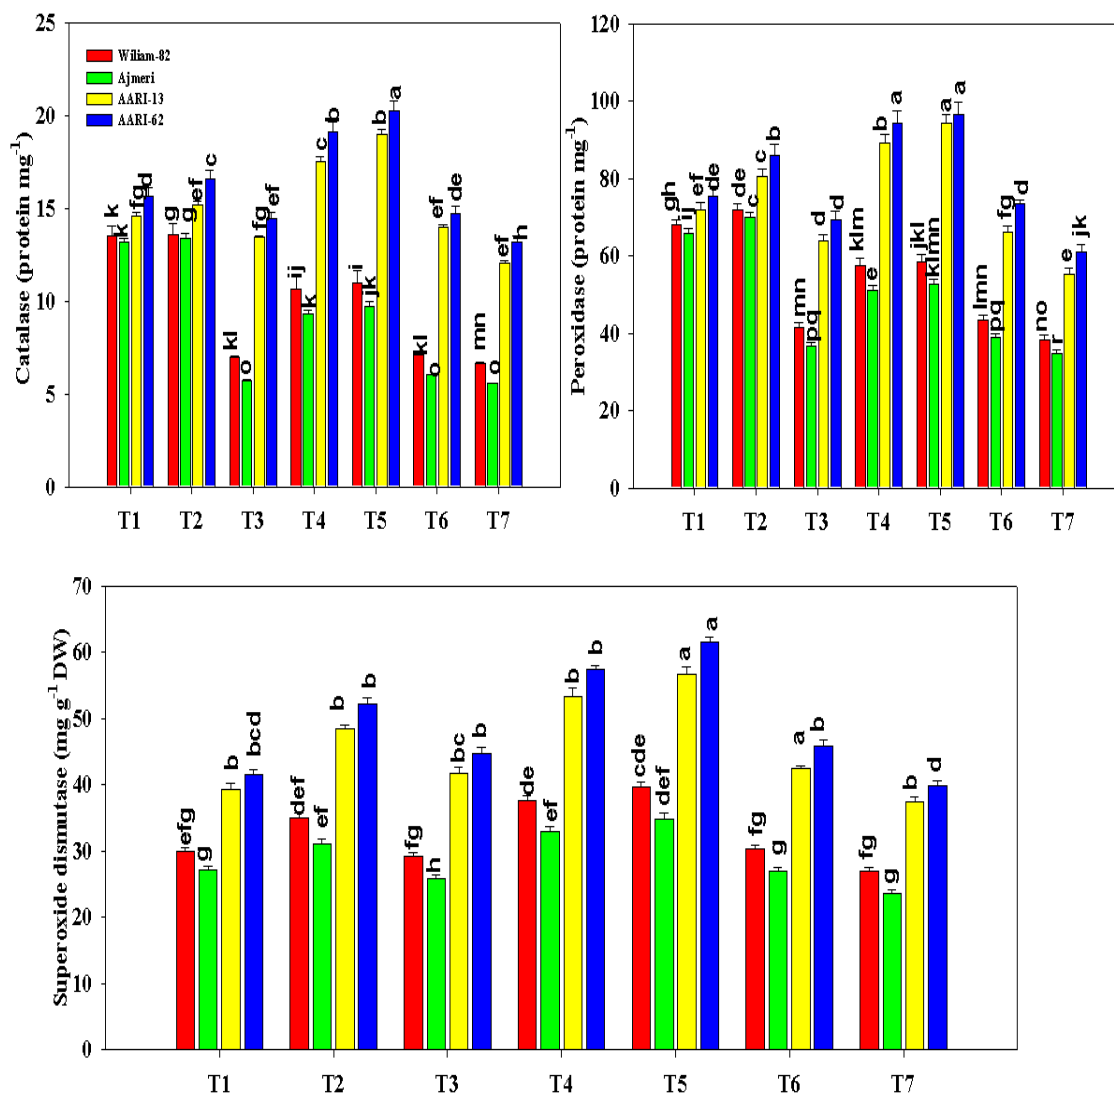 25
20
15
10
5
0
Catalase (protein mg-1)
Wiliam-82
Ajmeri
AARI-13
AARI-62
k k fg d
g g ef c
kl o fg ef
ij k c b
i jk b a
kl o ef de
mn o ef h
T1 T2 T3 T4 T5 T6 T7
120
100
80
60
40
20
0
Peroxidase (protein mg-1)
gh ij ef de
de c c b
mn pq d d
klm e b a
jkl klmn a a
lmn pq fg d
no r e jk
T1 T2 T3 T4 T5 T6 T7
70
60
50
40
30
20
10
0
Superoxide dismutase (mg g-1 DW)
efg g b bcd
def ef b b
fg h bc b
de ef b b
cde def a a
fg g a b
fg g b d
T1 T2 T3 T4 T5 T6 T7